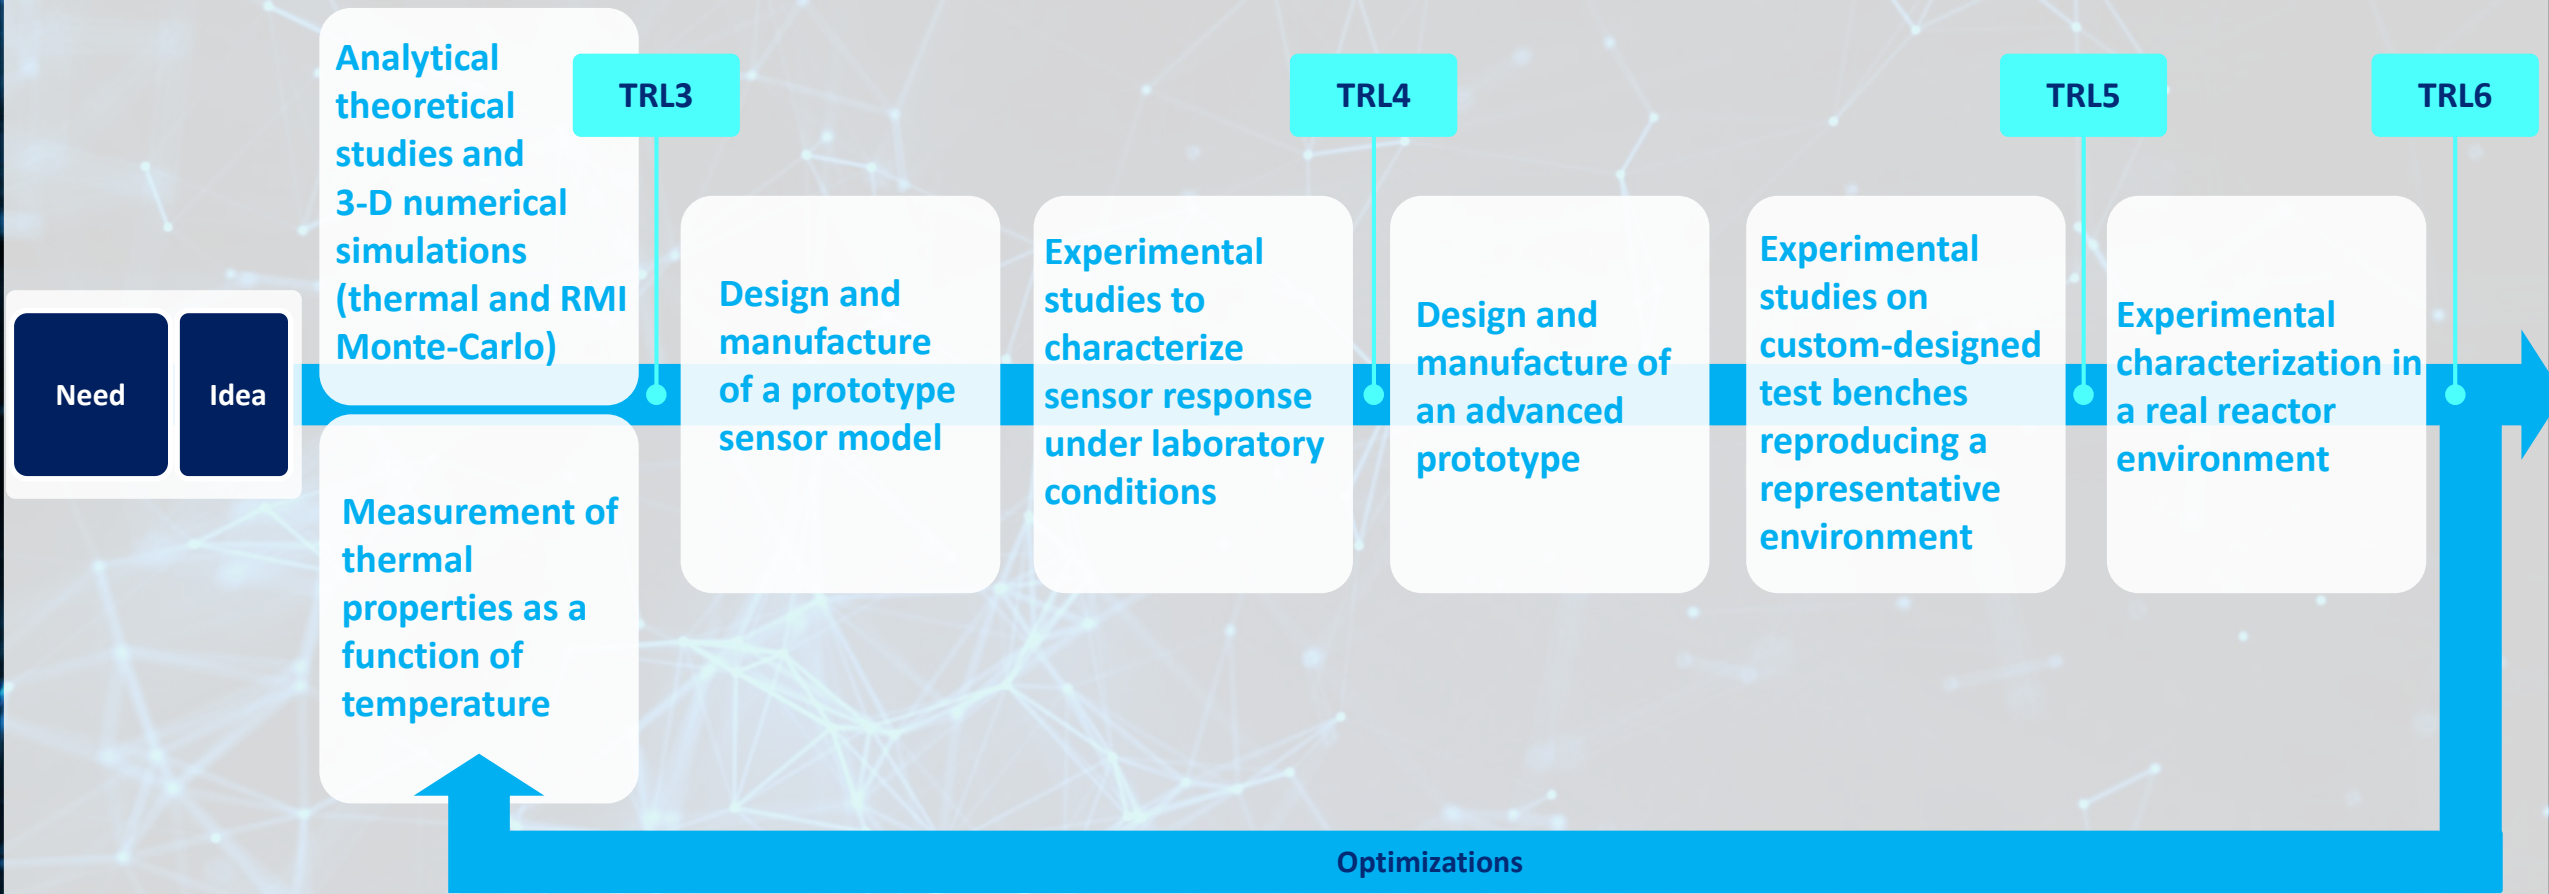 Need
Idea
Analytical
theoretical
studies and
3-D numerical
simulations
(thermal and RMI
Monte-Carlo)
Measurement of
thermal
properties as a
function of
temperature
TRL3
Design and
manufacture
of a prototype
sensor model
Experimental
studies to
characterize
sensor response
under laboratory
conditions
TRL4
Design and
manufacture of
an advanced
prototype
Experimental
studies on
custom-designed
test benches
reproducing a
representative
environment
TRL5
Experimental
characterization in
a real reactor
environment
TRL6
Optimizations